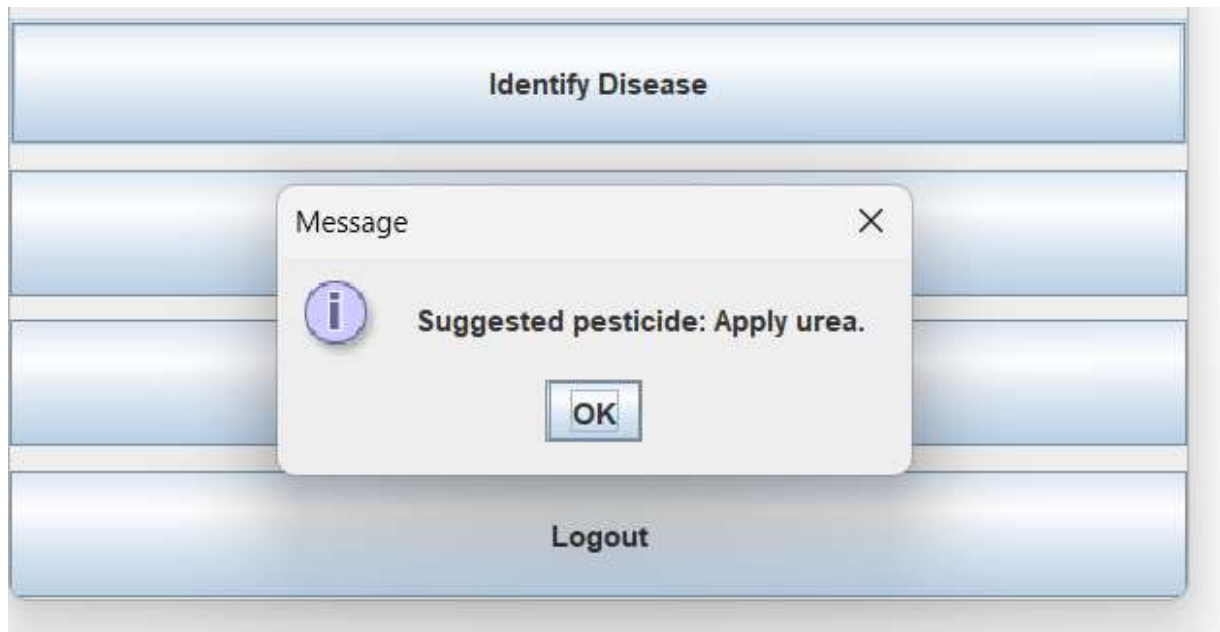 Identify Disease
Message
Suggested pesticide: Apply urea.
OK
Logout